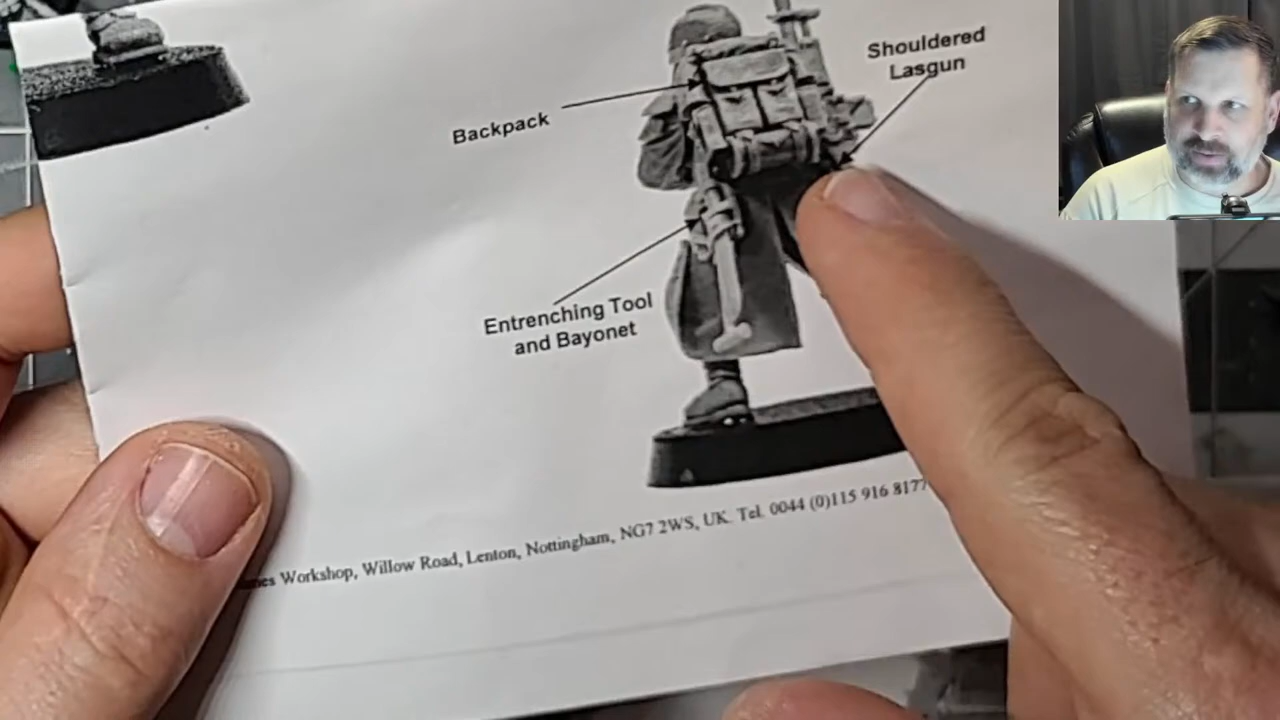 Shouldered
Lasgun
Backpack
Entrenching Tool
and Bayonet
Workshop, Willow Road, Lenton, Nottingham, NG7 2WS, UK. Tel. 0044 (0)115 916 8177